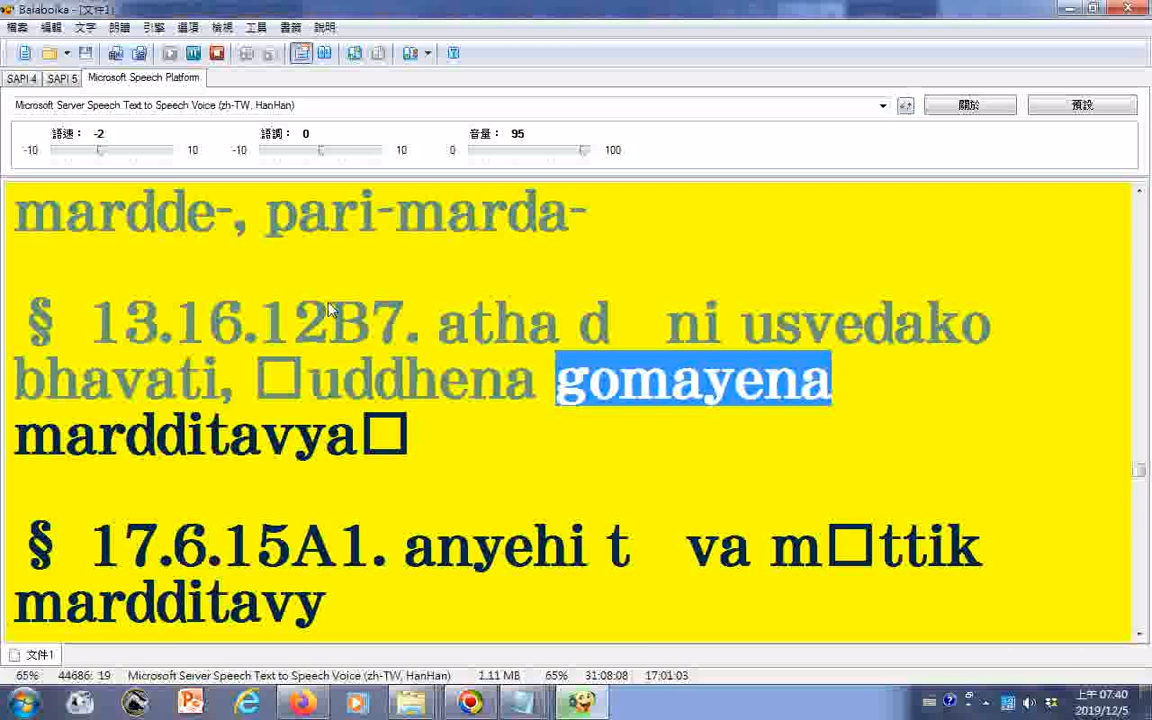 Balabolka - [文件1]
檔案 編輯 文字 朗讀 引擎 選項 檢視 工具 書籤 說明
SAPI 4 SAPI 5 Microsoft Speech Platform
Microsoft Server Speech Text to Speech Voice (zh-TW, HanHan) 關於 預設
語速： -2 語調： 0 音量： 95
-10 10 -10 10 0 100
mardde-, pari-marda-
§ 13.16.12B7. atha d ni usvedako
bhavati, □uddhena gomayena
mardditavya□
§ 17.6.15A1. anyehi t va m□ttik
mardditavy
文件1
65% 44686: 19 Microsoft Server Speech Text to Speech Voice (zh-TW, HanHan) 1.11 MB 65% 31:08:08 17:01:03
上午 07:40
2019/12/5